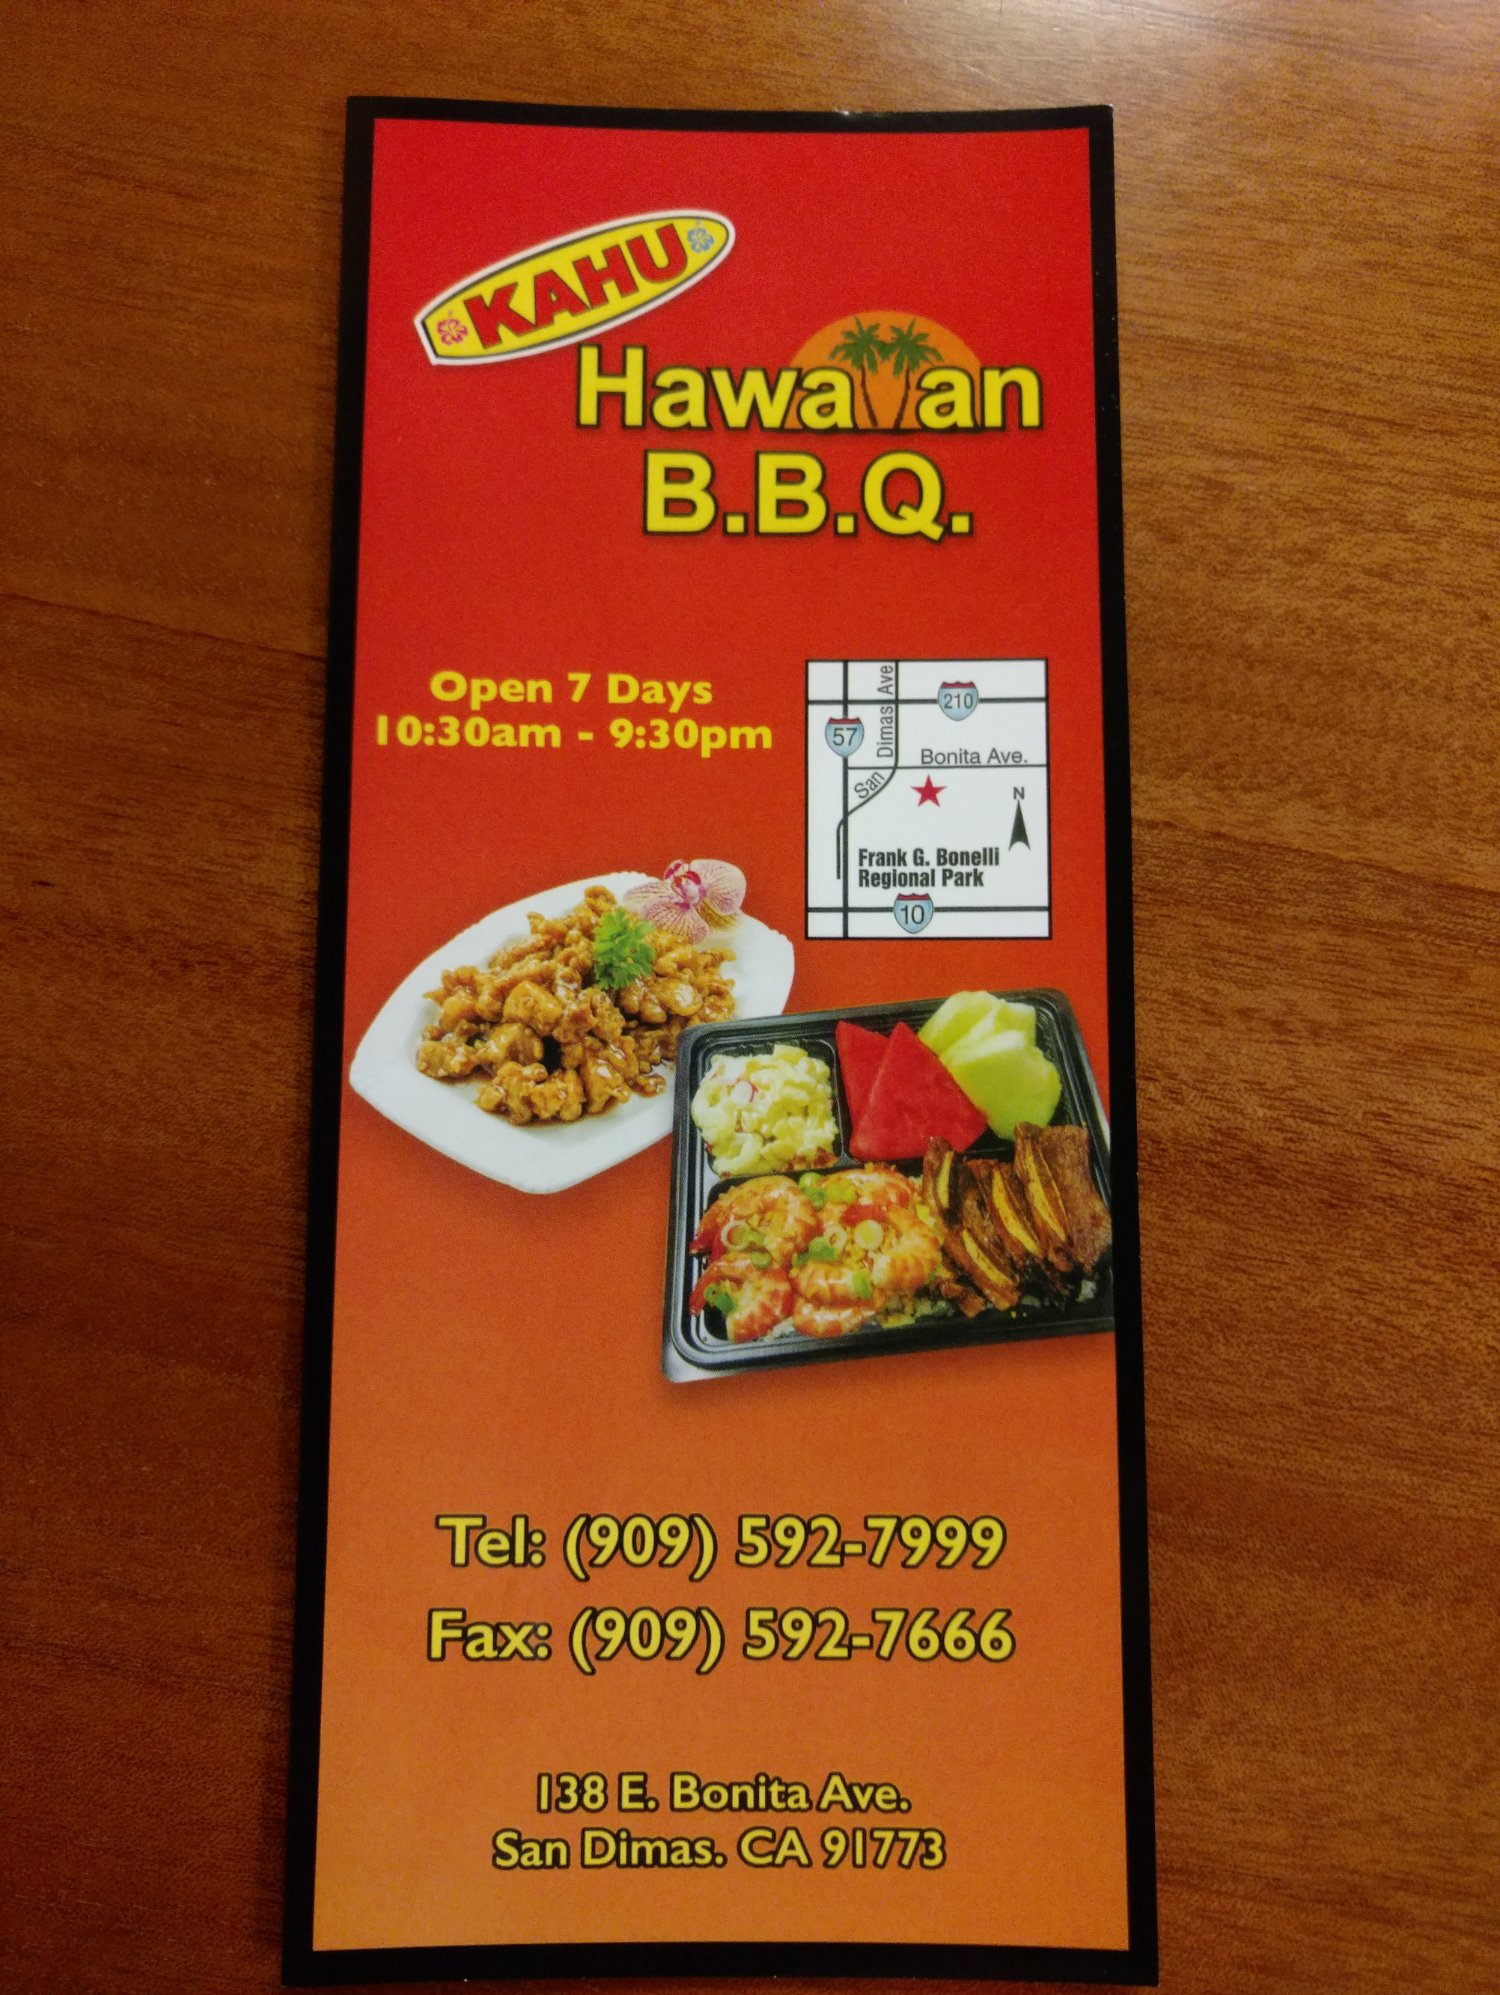 KAHU
Hawaiian
B.B.Q.
Open 7 Days
10:30am - 9:30pm
210
57
San Dimas Ave
Bonita Ave.
N
Frank G. Bonelli
Regional Park
10
Tel: (909) 592-7999
Fax: (909) 592-7666
138 E. Bonita Ave.
San Dimas. CA 91773